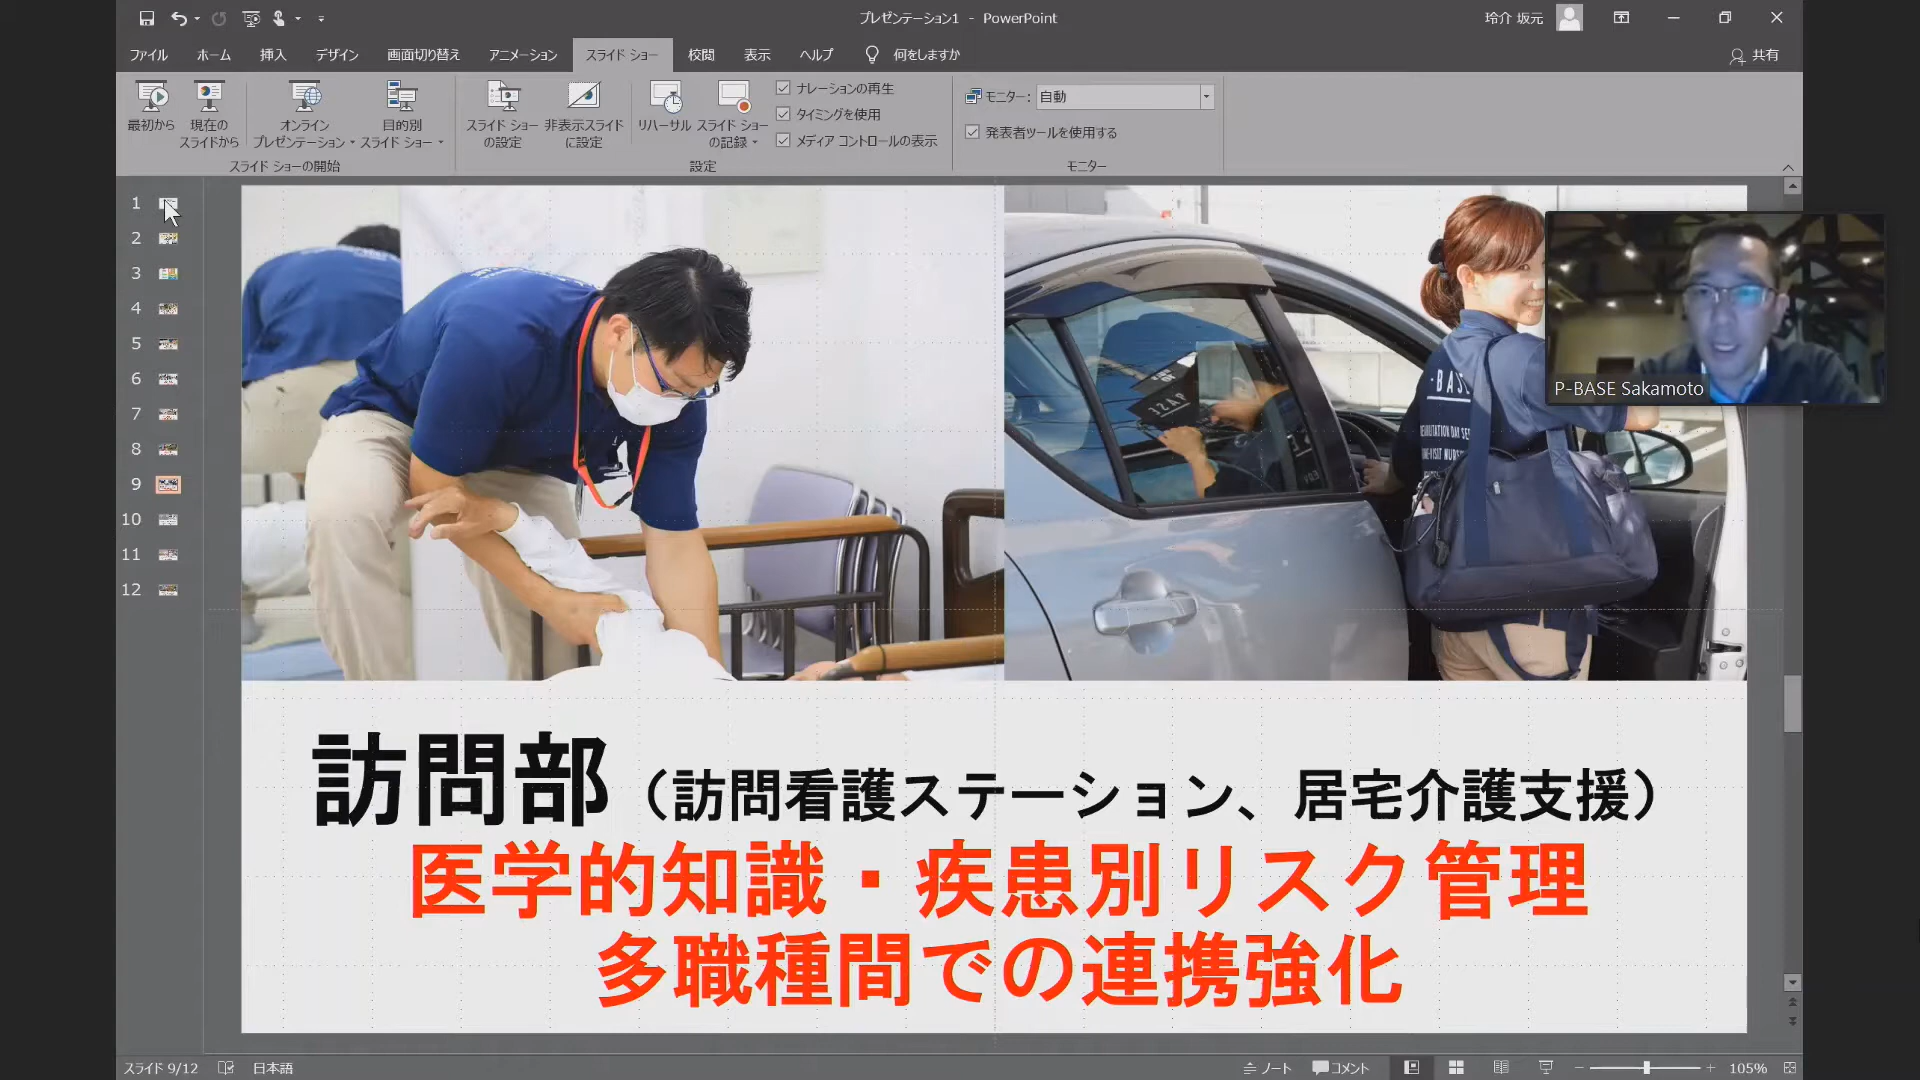 プレゼンテーション1 - PowerPoint
玲介 坂元
ファイル ホーム 挿入 デザイン 画面切り替え アニメーション スライド ショー 校閲 表示 ヘルプ 何をしますか
共有
最初から
現在の
スライドから
オンライン
プレゼンテーション
目的別
スライド ショー
スライド ショーの開始
スライド ショー
の設定
非表示スライド
に設定
リハーサル
スライド ショー
の記録
ナレーションの再生
タイミングを使用
メディア コントロールの表示
設定
モニター: 自動
発表者ツールを使用する
モニター
1
2
3
4
5
6
7
8
9
10
11
12
P-BASE Sakamoto
訪問部（訪問看護ステーション、居宅介護支援）
医学的知識・疾患別リスク管理
多職種間での連携強化
スライド 9/12 日本語
ノート コメント 105%